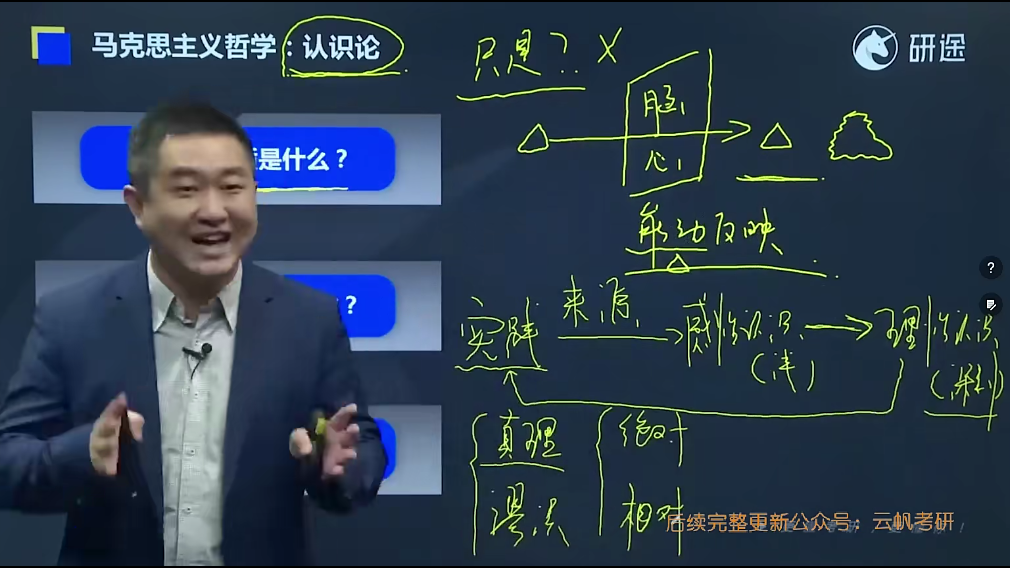 马克思主义哲学：认识论
研途
只是？ X
是什么？
脑
心
能动反映
？
实践 来源 感性认识 → 理性认识
(浅) (深刻)
真理 绝对
谬误 相对
后续完整更新公众号：云帆考研
?